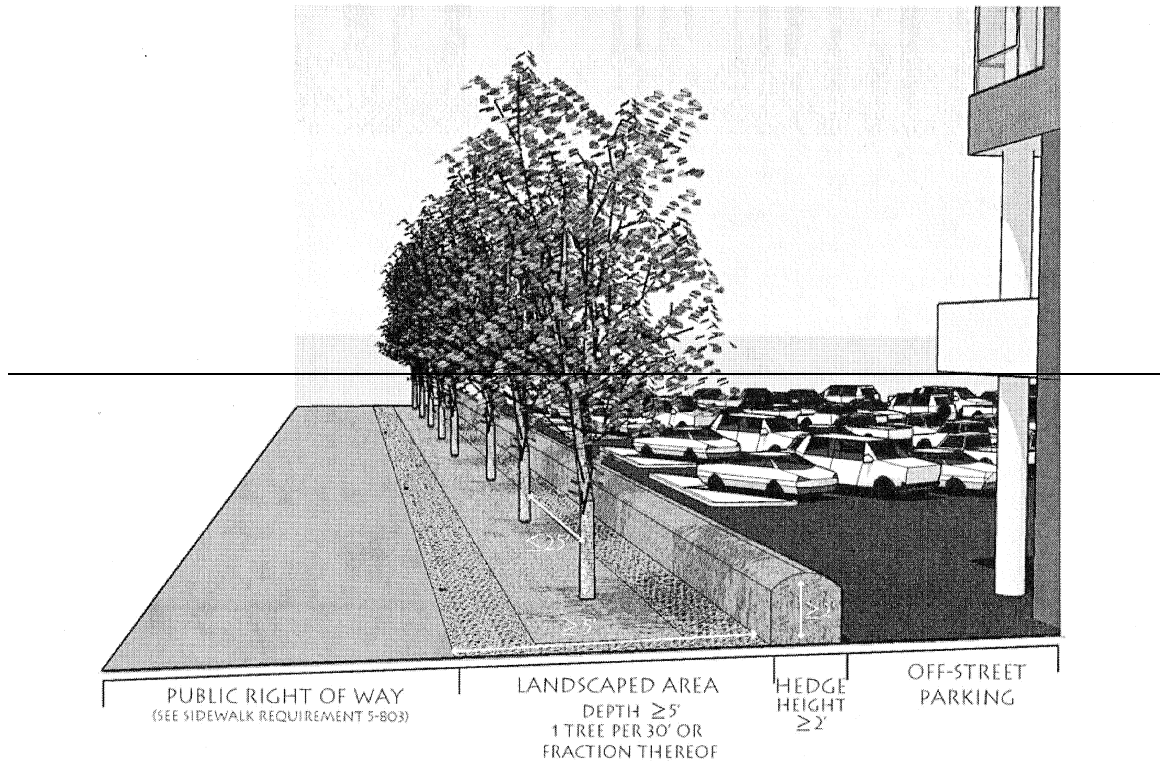 ≤25'
≥5'
PUBLIC RIGHT OF WAY
(SEE SIDEWALK REQUIREMENT 5-803)
LANDSCAPED AREA
DEPTH ≥5'
1 TREE PER 30' OR
FRACTION THEREOF
HEDGE
HEIGHT
≥2'
OFF-STREET
PARKING